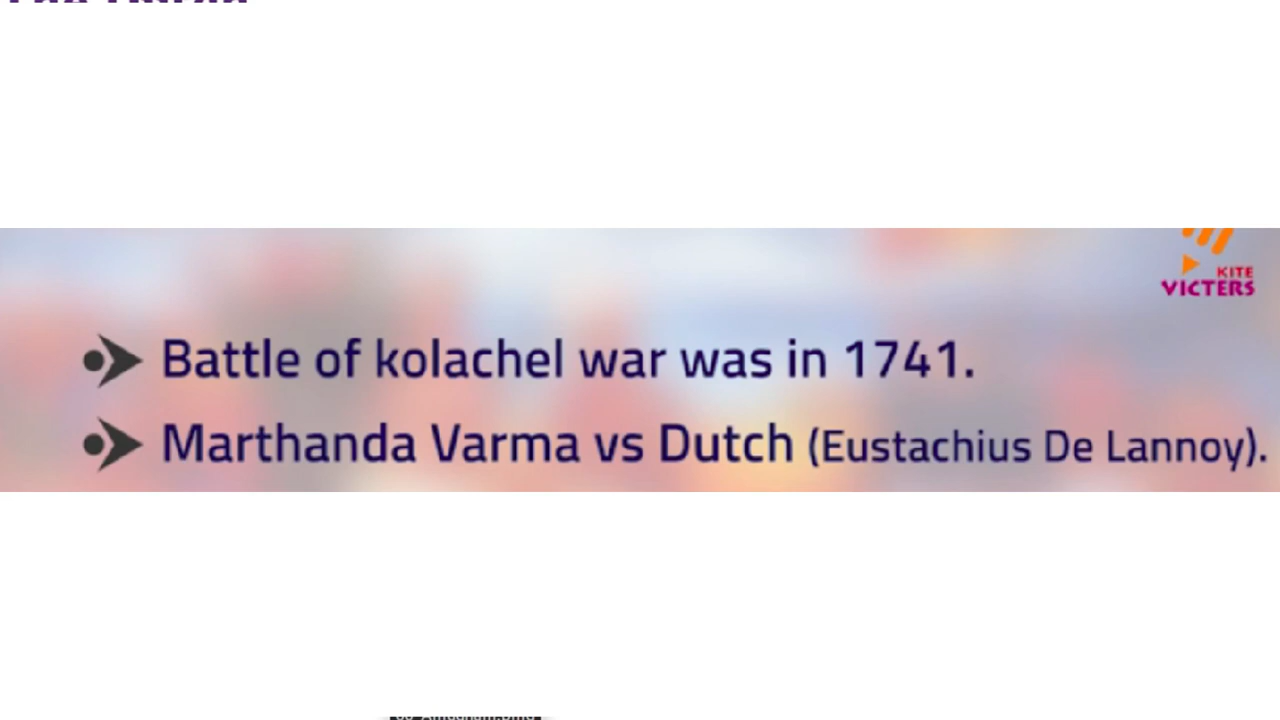 KITE
VICTERS
Battle of kolachel war was in 1741.
Marthanda Varma vs Dutch (Eustachius De Lannoy).